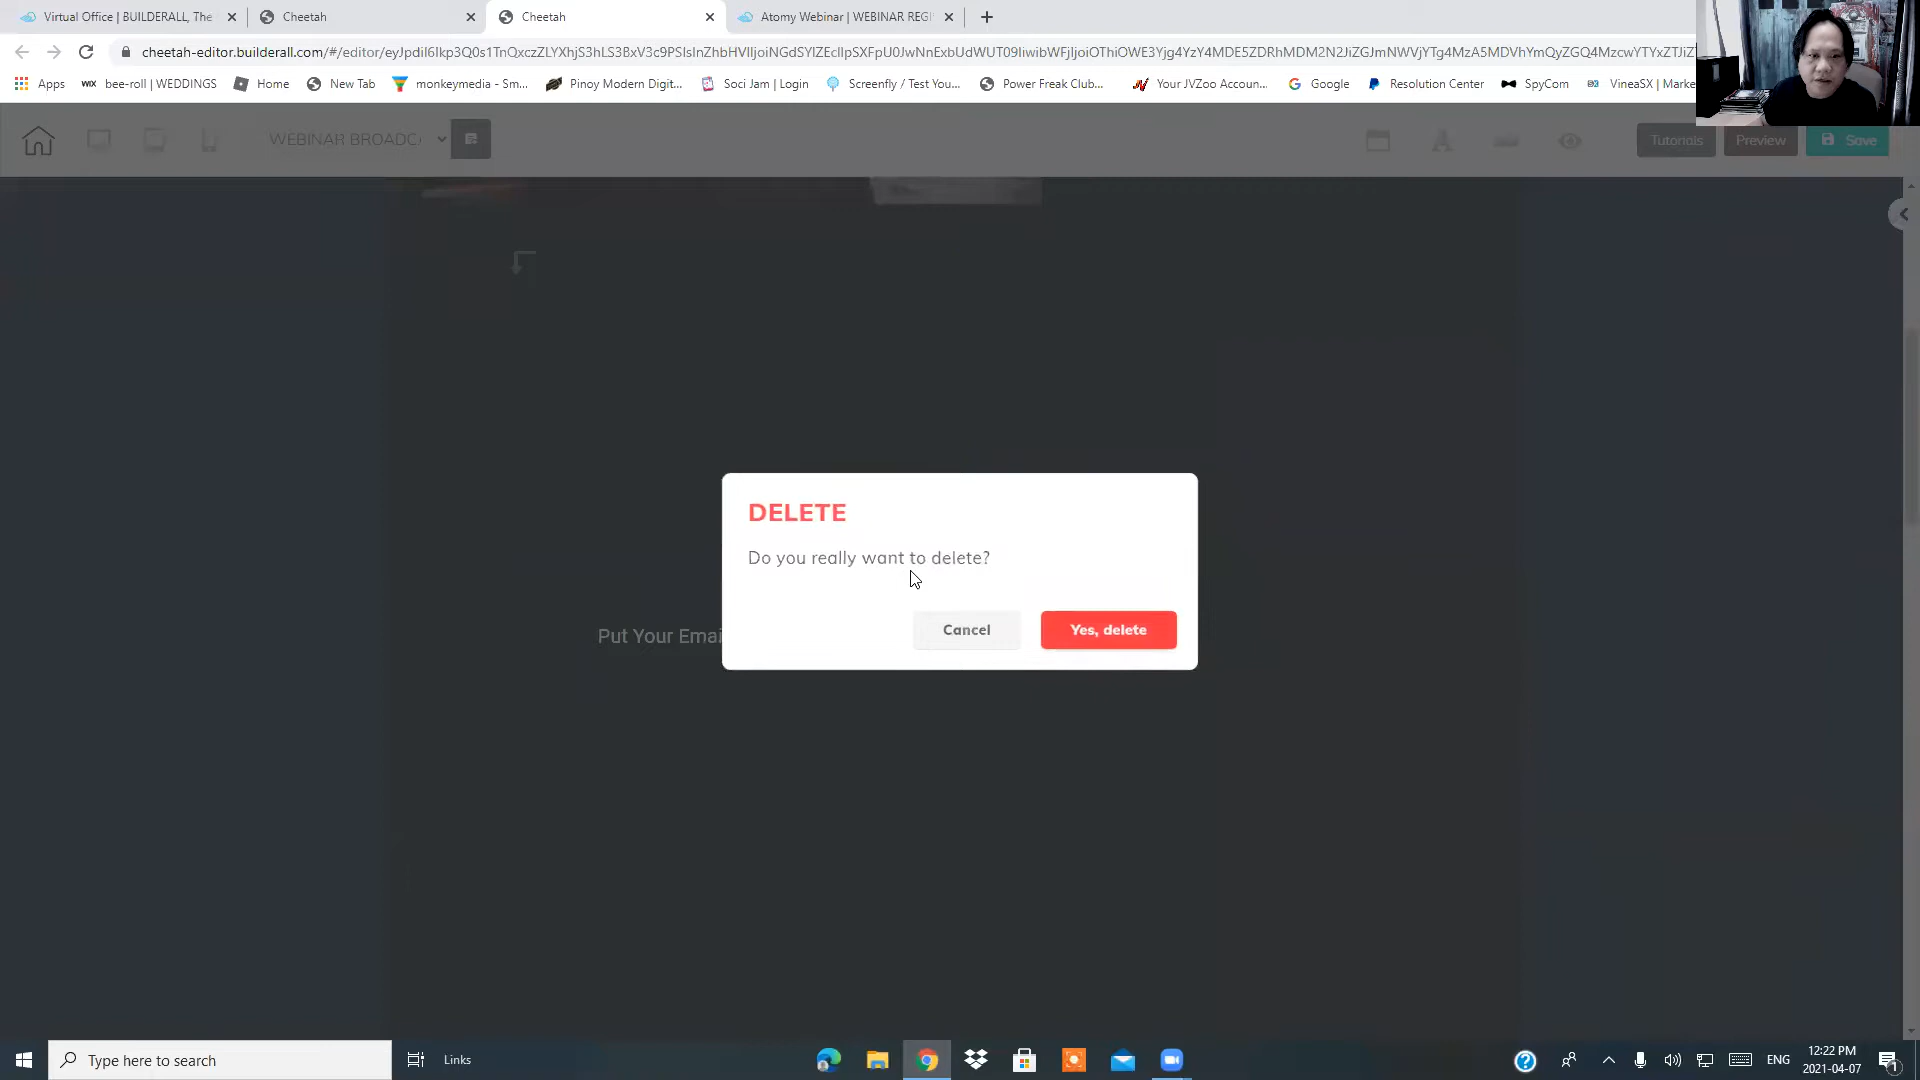 Virtual Office | BUILDERALL, The
Cheetah
Cheetah
Atomy Webinar | WEBINAR REGI
cheetah-editor.builderall.com/#/editor/
Apps
bee-roll | WEDDINGS
Home
New Tab
monkeymedia - Sm...
Pinoy Modern Digit...
Soci Jam | Login
Screenfly / Test You...
Power Freak Club...
Your JVZoo Accoun...
Google
Resolution Center
SpyCom
VineaSX | Marke
WEBINAR BROADC
Tutorials
Preview
Save
DELETE
Do you really want to delete?
Put Your Emai
Cancel
Yes, delete
Type here to search
Links
ENG
12:22 PM
2021-04-07